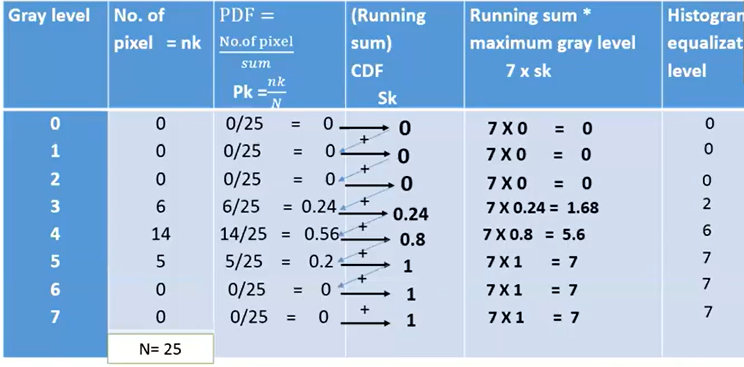 Gray level No. of PDF = (Running Running sum * Histogran
pixel = nk No.of pixel sum) maximum gray level equalizat
sum CDF 7 x sk level
Pk = nk/N Sk
0 0 0/25 = 0 0 7 X 0 = 0 0
1 0 0/25 = 0 + 0 7 X 0 = 0 0
2 0 0/25 = 0 + 0 7 X 0 = 0 0
3 6 6/25 = 0.24 + 0.24 7 X 0.24 = 1.68 2
4 14 14/25 = 0.56 + 0.8 7 X 0.8 = 5.6 6
5 5 5/25 = 0.2 + 1 7 X 1 = 7 7
6 0 0/25 = 0 + 1 7 X 1 = 7 7
7 0 0/25 = 0 + 1 7 X 1 = 7 7
N= 25